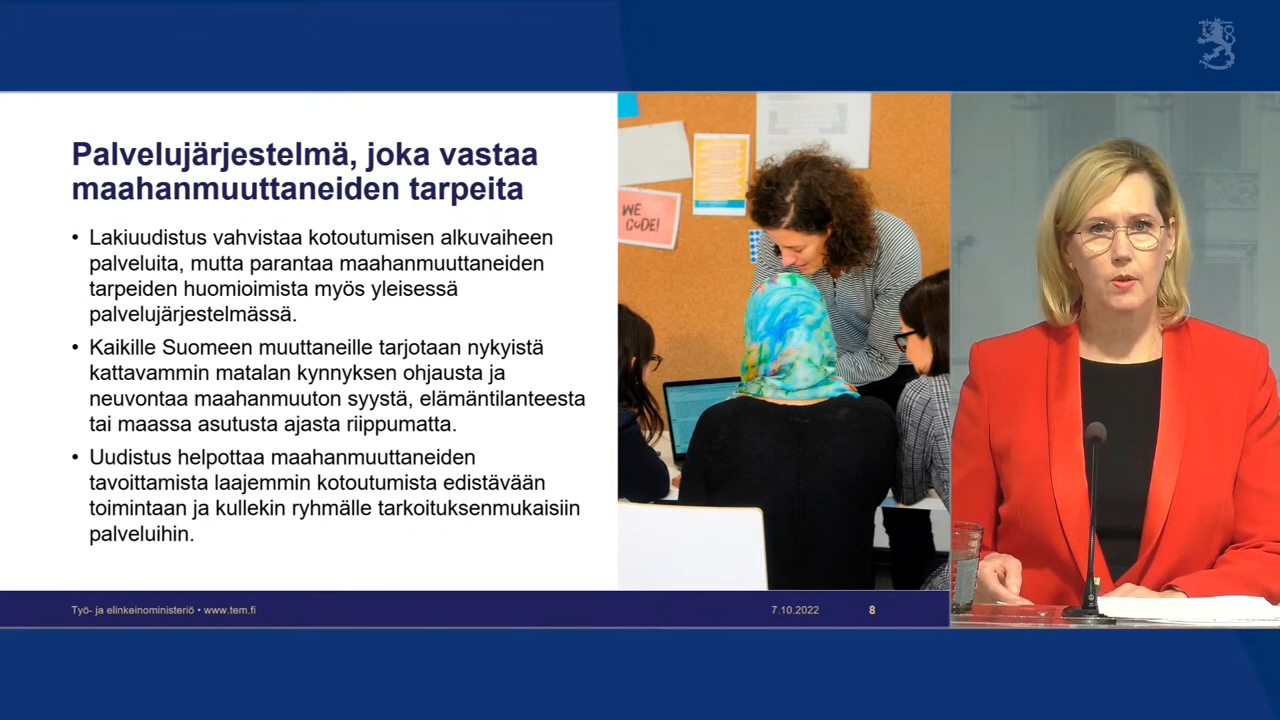 Palvelujärjestelmä, joka vastaa
maahanmuuttaneiden tarpeita
• Lakiuudistus vahvistaa kotoutumisen alkuvaiheen
palveluita, mutta parantaa maahanmuuttaneiden
tarpeiden huomioimista myös yleisessä
palvelujärjestelmässä.
• Kaikille Suomeen muuttaneille tarjotaan nykyistä
kattavammin matalan kynnyksen ohjausta ja
neuvontaa maahanmuuton syystä, elämäntilanteesta
tai maassa asutusta ajasta riippumatta.
• Uudistus helpottaa maahanmuuttaneiden
tavoittamista laajemmin kotoutumista edistävään
toimintaan ja kullekin ryhmälle tarkoituksenmukaisiin
palveluihin.
WE
CODE!
Työ- ja elinkeinoministeriö • www.tem.fi
7.10.2022
8